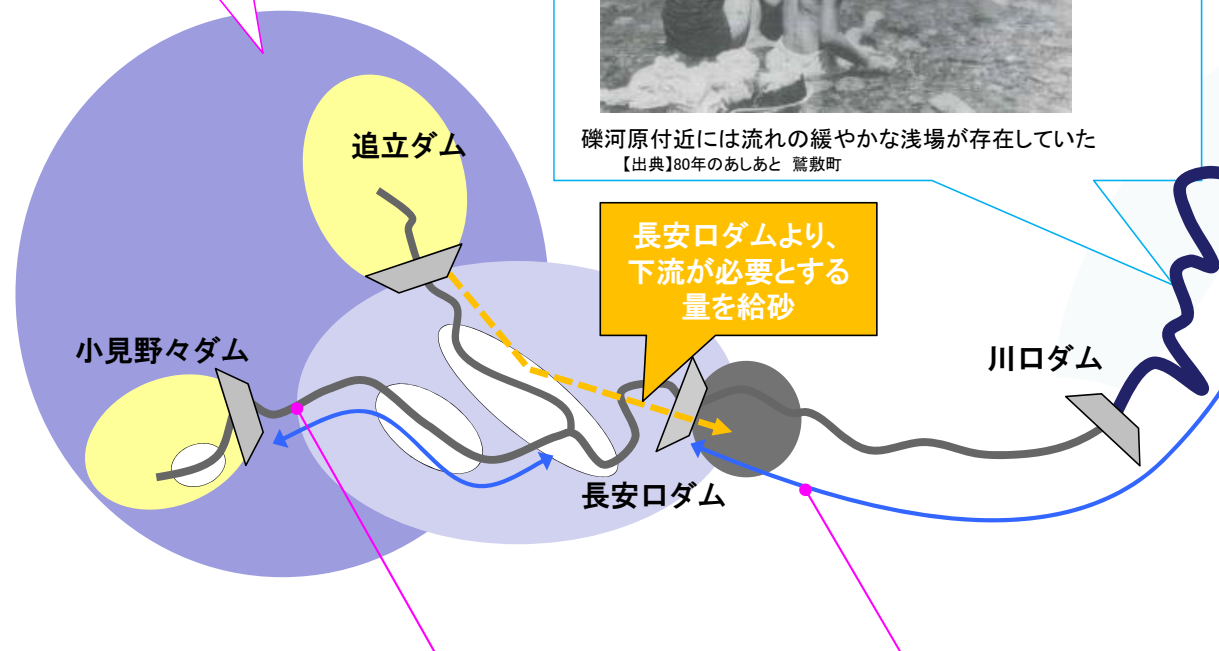 礫河原付近には流れの緩やかな浅場が存在していた
【出典】80年のあしあと 鷲敷町
追立ダム
長安口ダムより、
下流が必要とする
量を給砂
小見野々ダム
川口ダム
長安口ダム